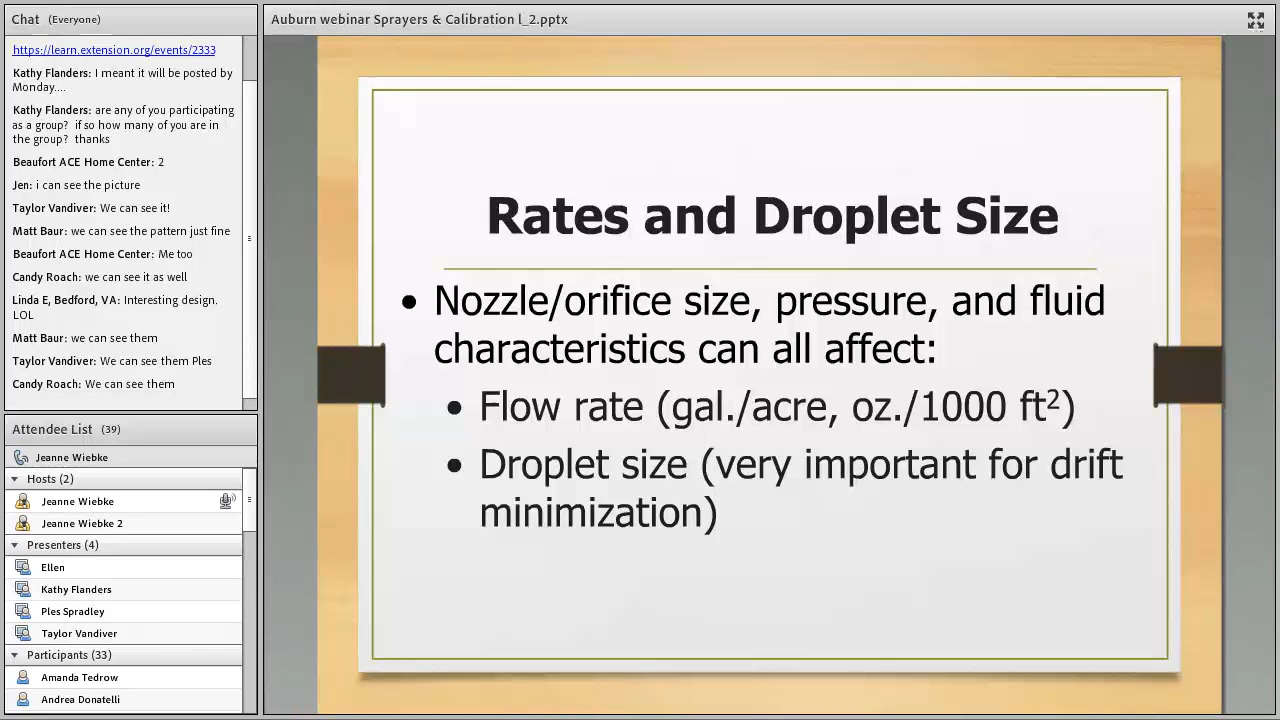 Chat (Everyone)
https://learn.extension.org/events/2333
Kathy Flanders: I meant it will be posted by
Monday....
Kathy Flanders: are any of you participating
as a group? if so how many of you are in
the group? thanks
Beaufort ACE Home Center: 2
Jen: i can see the picture
Taylor Vandiver: We can see it!
Matt Baur: we can see the pattern just fine
Beaufort ACE Home Center: Me too
Candy Roach: we can see it as well
Linda E, Bedford, VA: Interesting design.
LOL
Matt Baur: we can see them
Taylor Vandiver: We can see them Ples
Candy Roach: We can see them
Attendee List (39)
Jeanne Wiebke
Hosts (2)
Jeanne Wiebke
Jeanne Wiebke 2
Presenters (4)
Ellen
Kathy Flanders
Ples Spradley
Taylor Vandiver
Participants (33)
Amanda Tedrow
Andrea Donatelli
Auburn webinar Sprayers & Calibration l_2.pptx
Rates and Droplet Size
• Nozzle/orifice size, pressure, and fluid
characteristics can all affect:
• Flow rate (gal./acre, oz./1000 ft²)
• Droplet size (very important for drift
minimization)